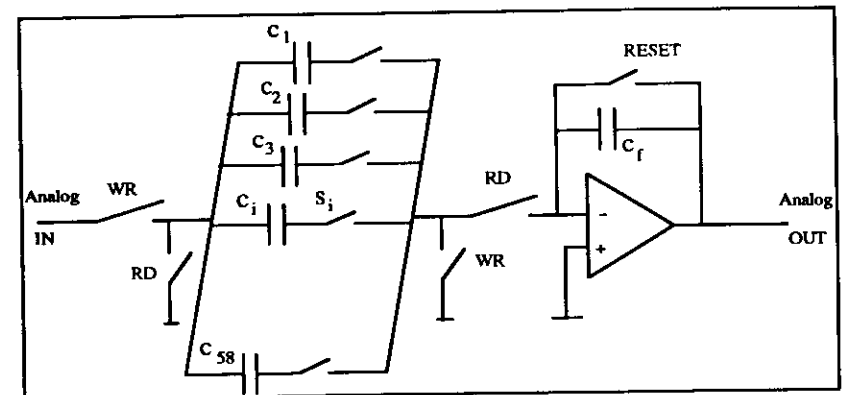 C1
RESET
C2
C3
Cf
Analog
WR
RD
Analog
Ci
Si
IN
OUT
RD
WR
-
+
C58